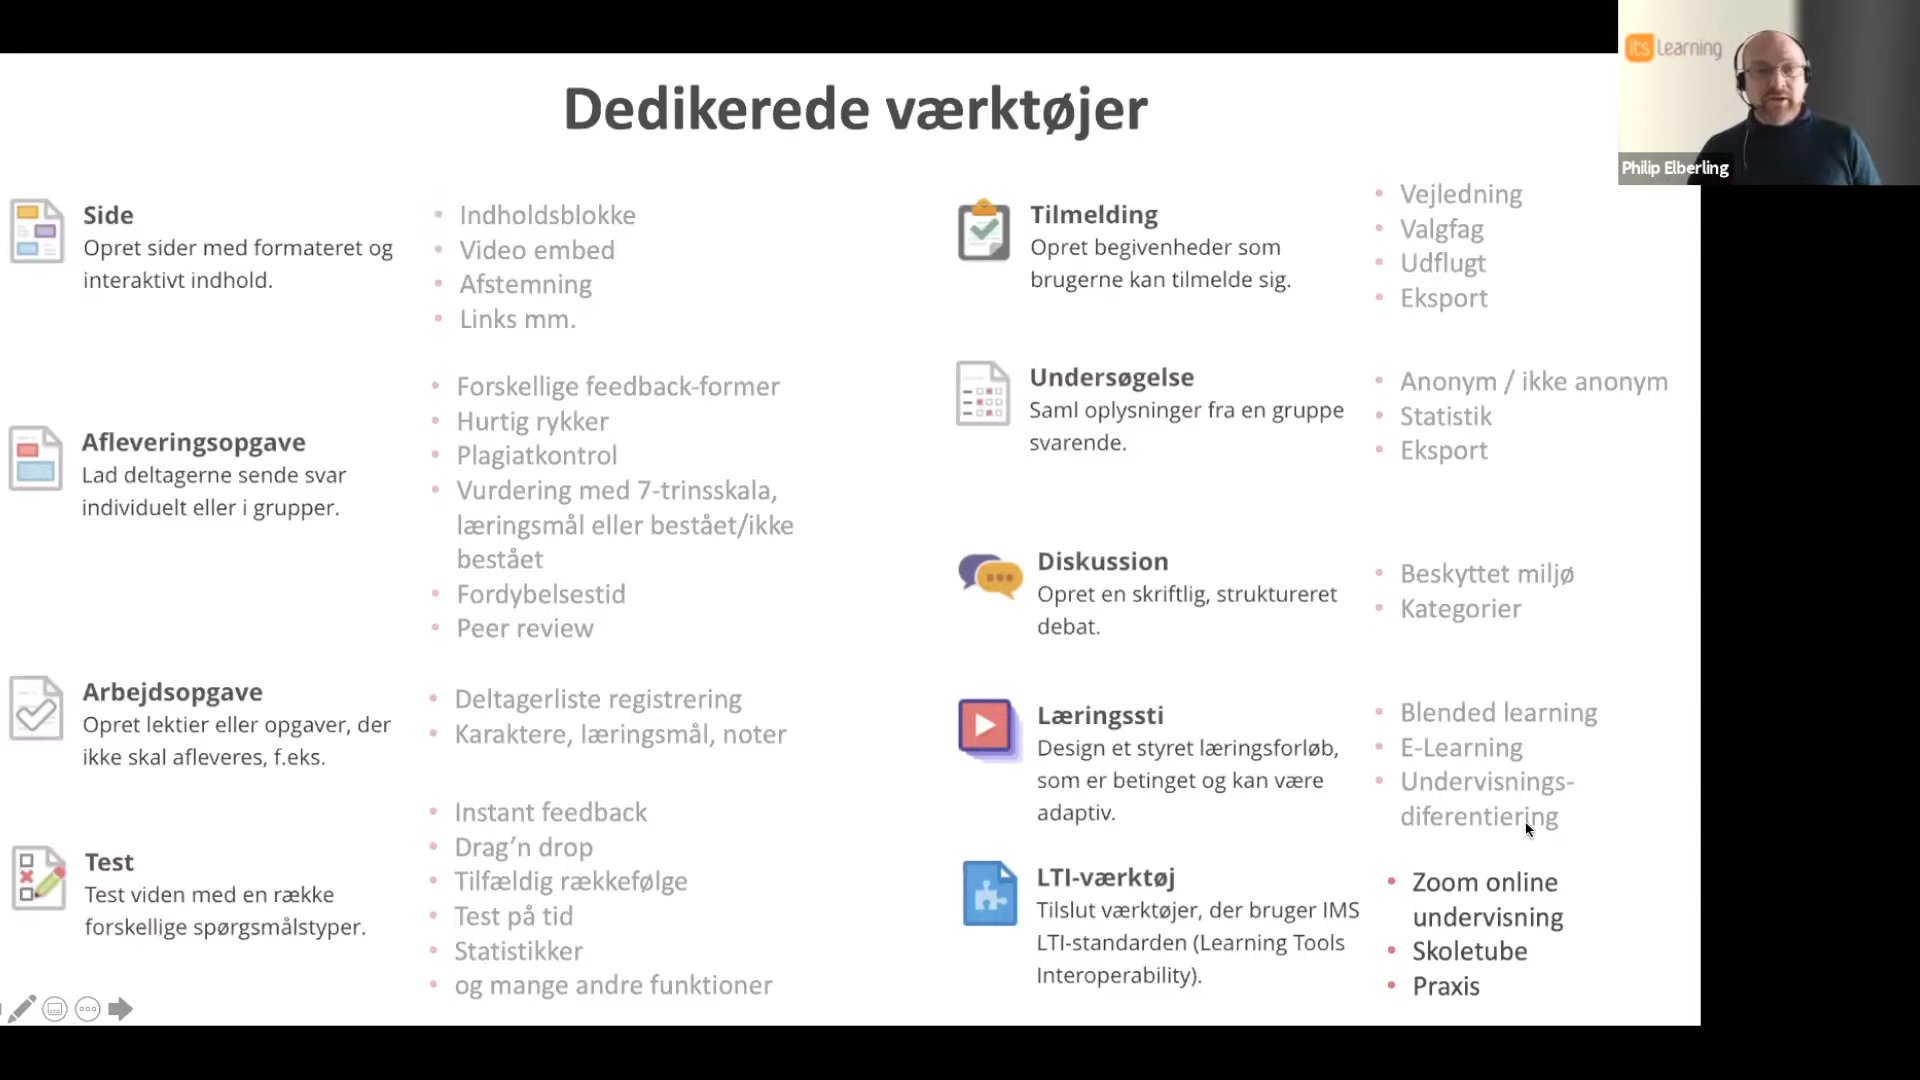 Dedikerede værktøjer
its Learning
Philip Elberling
Side
Opret sider med formateret og
interaktivt indhold.
• Indholdsblokke
• Video embed
• Afstemning
• Links mm.
Afleveringsopgave
Lad deltagerne sende svar
individuelt eller i grupper.
• Forskellige feedback-former
• Hurtig rykker
• Plagiatkontrol
• Vurdering med 7-trinsskala,
læringsmål eller bestået/ikke
bestået
• Fordybelsestid
• Peer review
Arbejdsopgave
Opret lektier eller opgaver, der
ikke skal afleveres, f.eks.
• Deltagerliste registrering
• Karaktere, læringsmål, noter
Test
Test viden med en række
forskellige spørgsmålstyper.
• Instant feedback
• Drag’n drop
• Tilfældig rækkefølge
• Test på tid
• Statistikker
• og mange andre funktioner
Tilmelding
Opret begivenheder som
brugerne kan tilmelde sig.
• Vejledning
• Valgfag
• Udflugt
• Eksport
Undersøgelse
Saml oplysninger fra en gruppe
svarende.
• Anonym / ikke anonym
• Statistik
• Eksport
Diskussion
Opret en skriftlig, struktureret
debat.
• Beskyttet miljø
• Kategorier
Læringssti
Design et styret læringsforløb,
som er betinget og kan være
adaptiv.
• Blended learning
• E-Learning
• Undervisnings-
diferentiering
LTI-værktøj
Tilslut værktøjer, der bruger IMS
LTI-standarden (Learning Tools
Interoperability).
• Zoom online
undervisning
• Skoletube
• Praxis